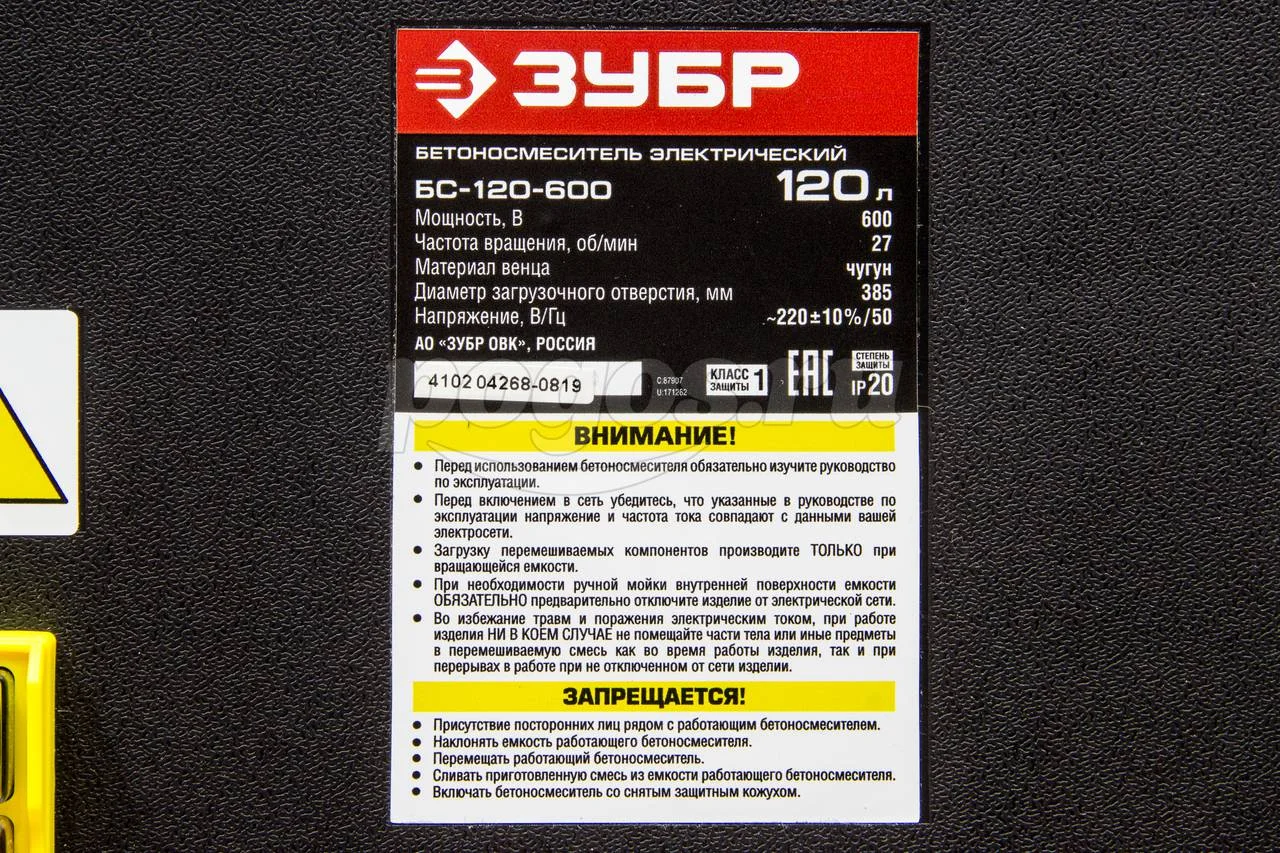 ЗУБР
БЕТОНОСМЕСИТЕЛЬ ЭЛЕКТРИЧЕСКИЙ
БС-120-600 120 л
Мощность, В 600
Частота вращения, об/мин 27
Материал венца чугун
Диаметр загрузочного отверстия, мм 385
Напряжение, В/Гц ~220±10%/50
АО «ЗУБР ОВК», РОССИЯ
4102 04268-0819
C:87907
U:171262
КЛАСС
ЗАЩИТЫ 1
EAC
СТЕПЕНЬ
ЗАЩИТЫ
IP20
pogos.ru
ВНИМАНИЕ!
• Перед использованием бетоносмесителя обязательно изучите руководство
по эксплуатации.
• Перед включением в сеть убедитесь, что указанные в руководстве по
эксплуатации напряжение и частота тока совпадают с данными вашей
электросети.
• Загрузку перемешиваемых компонентов производите ТОЛЬКО при
вращающейся емкости.
• При необходимости ручной мойки внутренней поверхности емкости
ОБЯЗАТЕЛЬНО предварительно отключите изделие от электрической сети.
• Во избежание травм и поражения электрическим током, при работе
изделия НИ В КОЕМ СЛУЧАЕ не помещайте части тела или иные предметы
в перемешиваемую смесь как во время работы изделия, так и при
перерывах в работе при не отключенном от сети изделии.
ЗАПРЕЩАЕТСЯ!
• Присутствие посторонних лиц рядом с работающим бетоносмесителем.
• Наклонять емкость работающего бетоносмесителя.
• Перемещать работающий бетоносмеситель.
• Сливать приготовленную смесь из емкости работающего бетоносмесителя.
• Включать бетоносмеситель со снятым защитным кожухом.